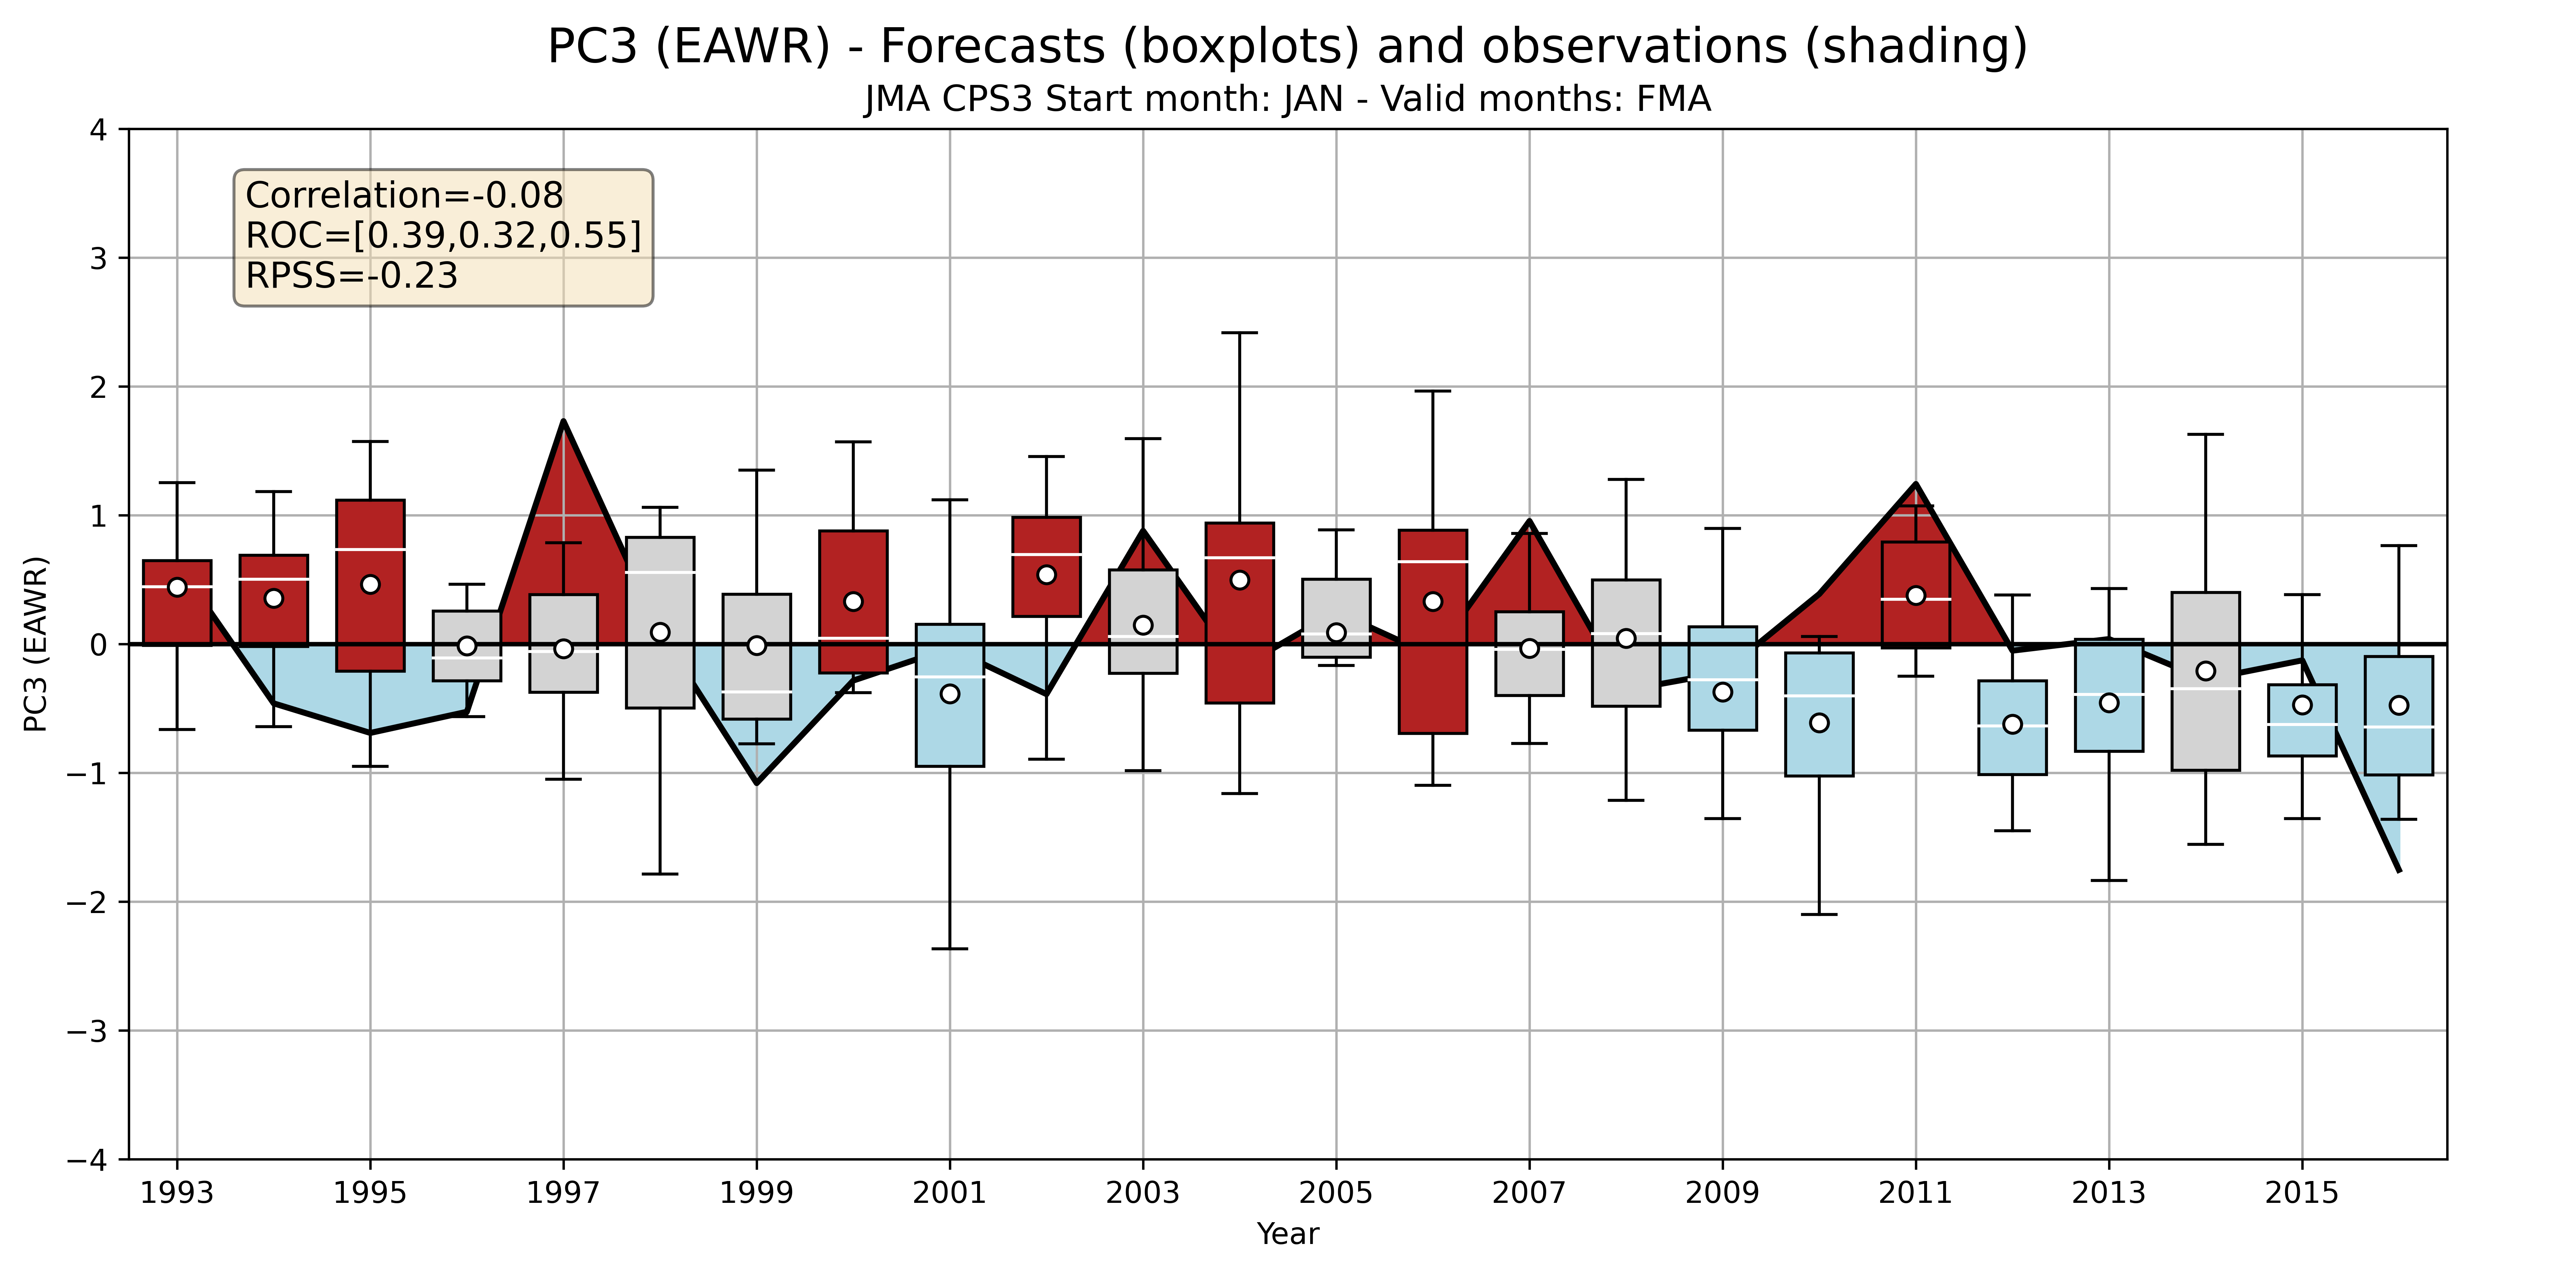 PC3 (EAWR) - Forecasts (boxplots) and observations (shading)
JMA CPS3 Start month: JAN - Valid months: FMA
Correlation=-0.08
ROC=[0.39,0.32,0.55]
RPSS=-0.23
PC3 (EAWR)
4
3
2
1
0
−1
−2
−3
−4
1993 1995 1997 1999 2001 2003 2005 2007 2009 2011 2013 2015
Year